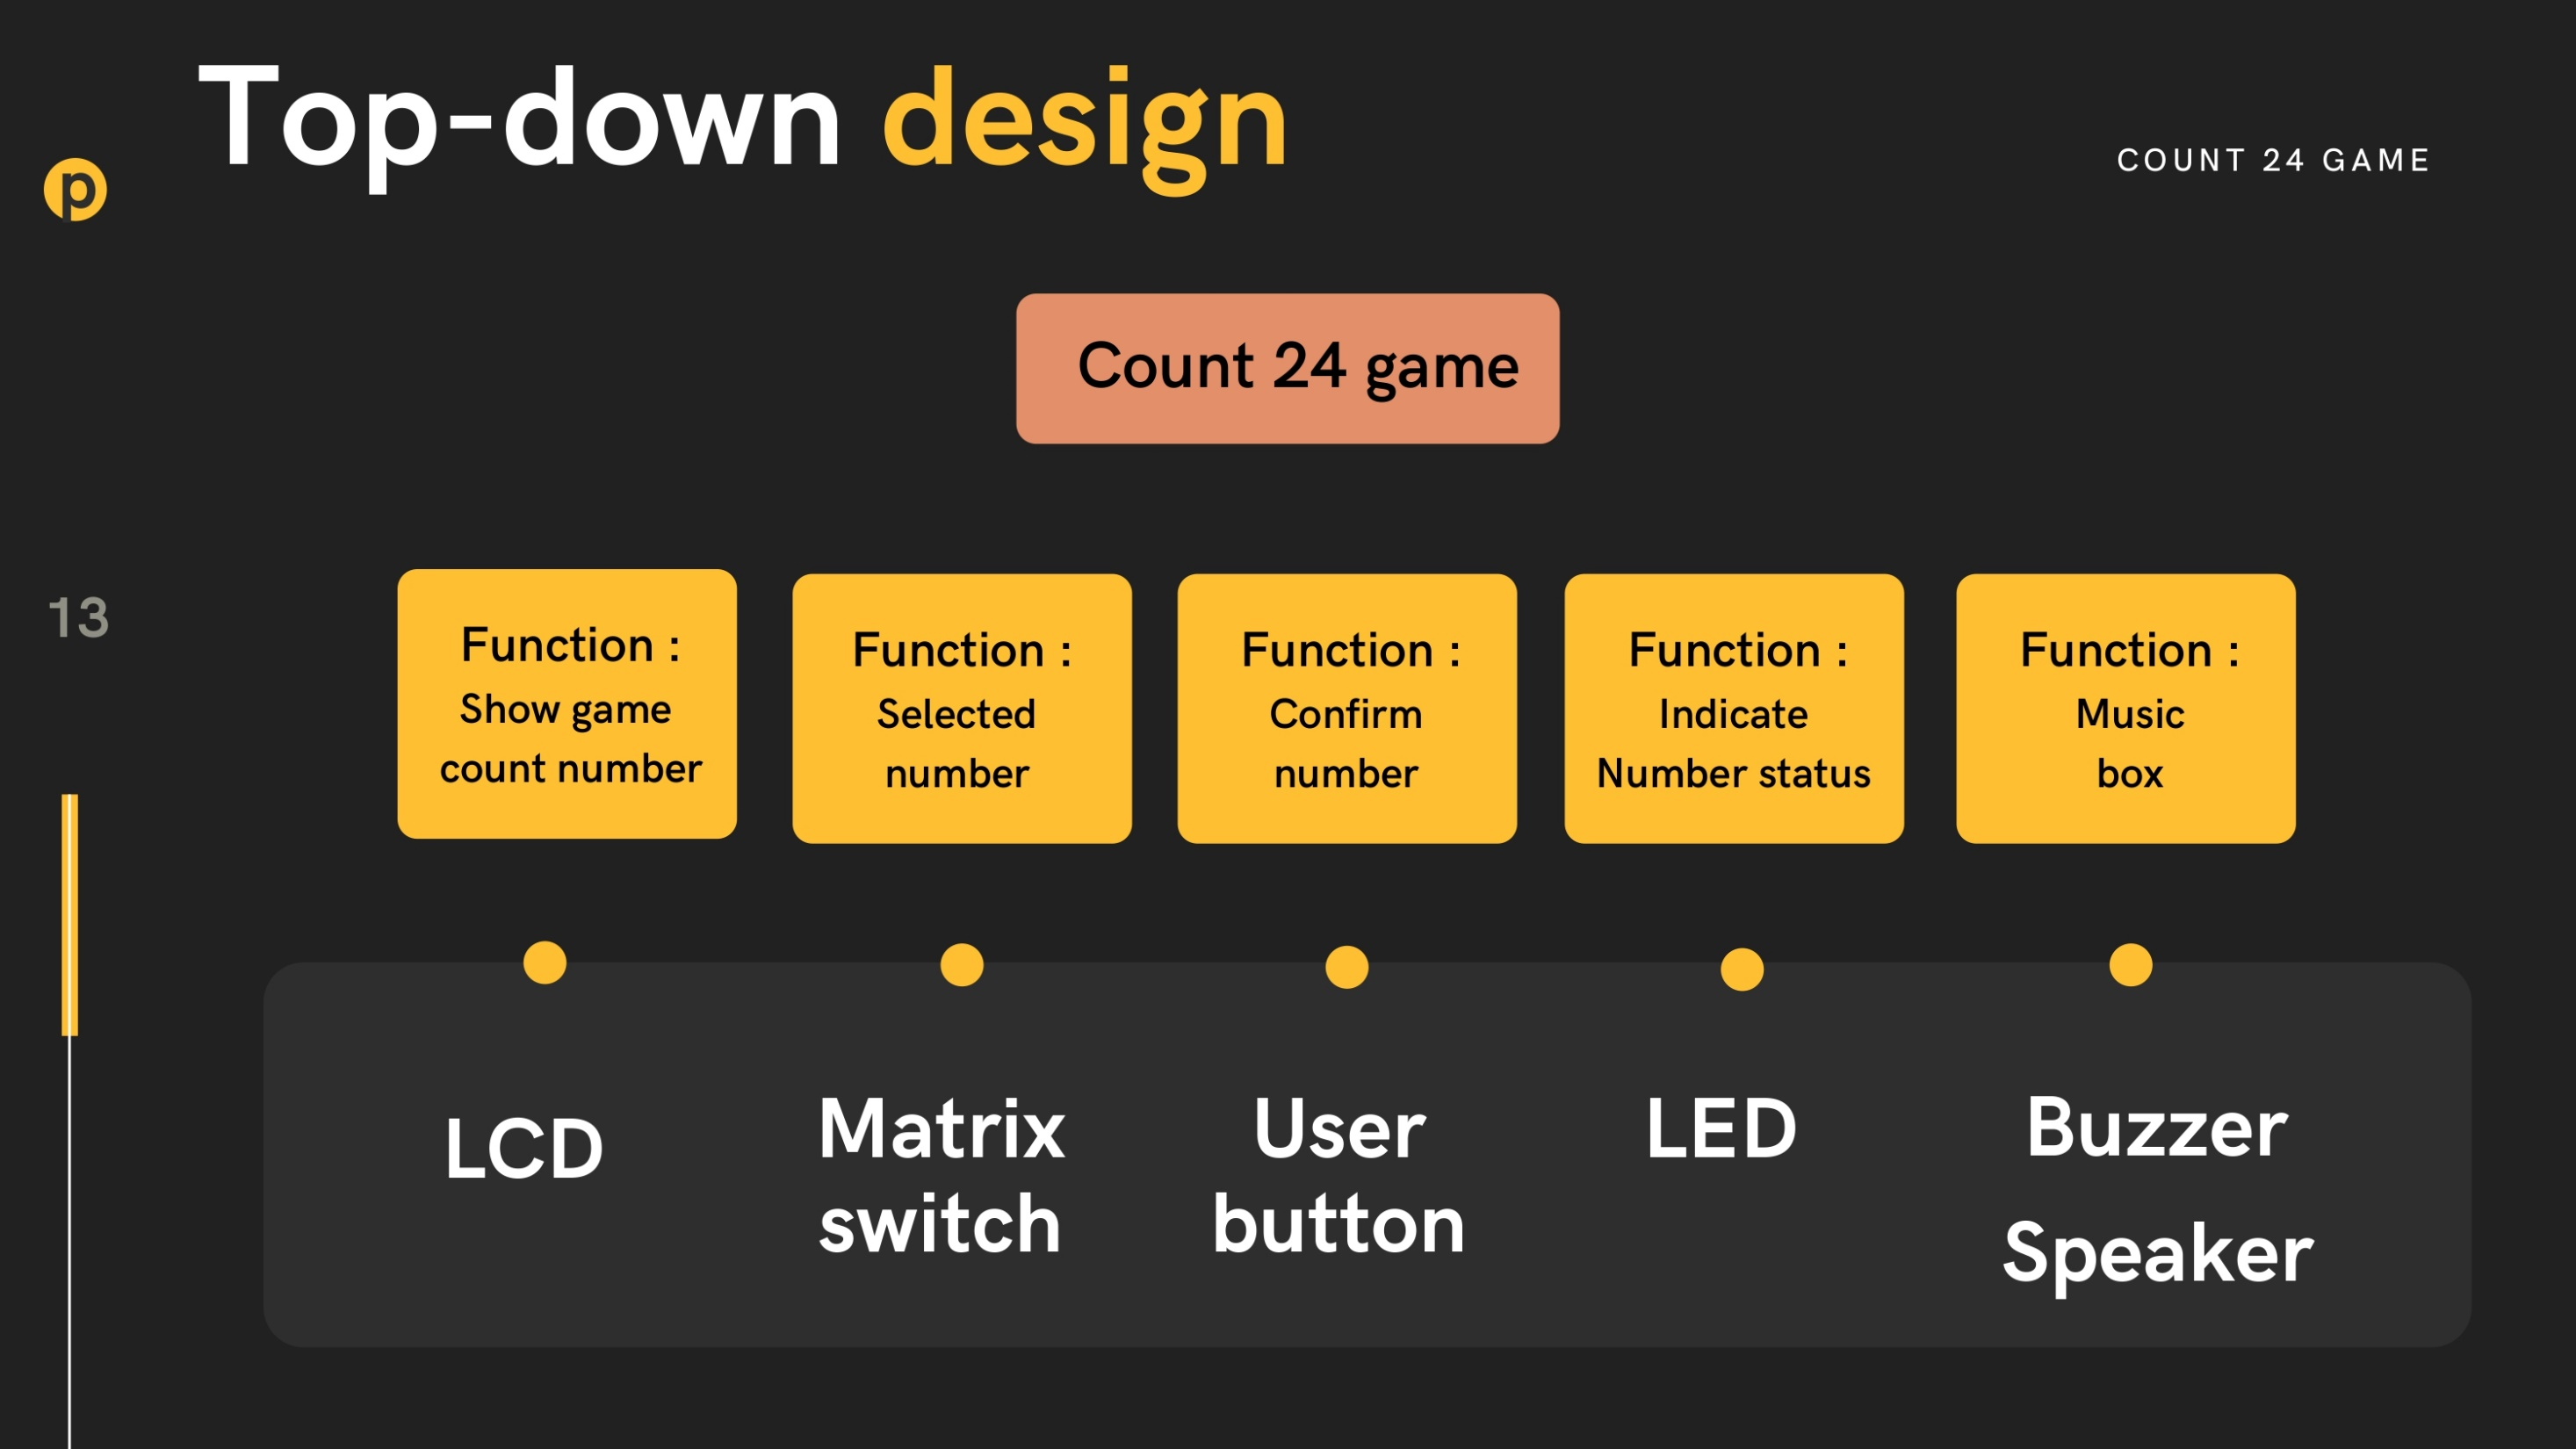 Top-down design
p
COUNT 24 GAME
Count 24 game
13
Function :
Show game
count number
Function :
Selected
number
Function :
Confirm
number
Function :
Indicate
Number status
Function :
Music
box
LCD
Matrix
switch
User
button
LED
Buzzer
Speaker